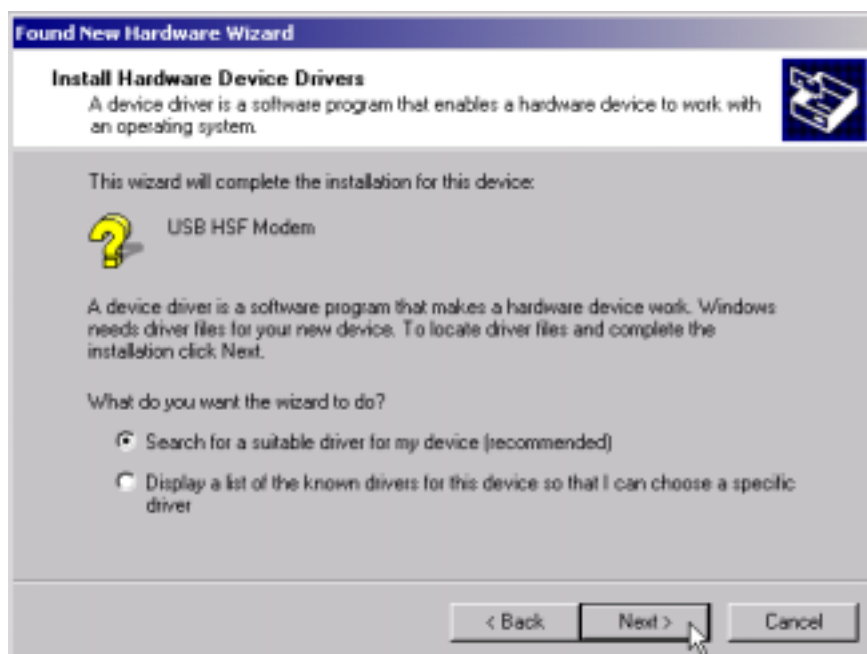 Found New Hardware Wizard
Install Hardware Device Drivers
A device driver is a software program that enables a hardware device to work with
an operating system.
This wizard will complete the installation for this device:
USB HSF Modem
A device driver is a software program that makes a hardware device work. Windows
needs driver files for your new device. To locate driver files and complete the
installation click Next.
What do you want the wizard to do?
Search for a suitable driver for my device (recommended)
Display a list of the known drivers for this device so that I can choose a specific
driver
< Back Next > Cancel